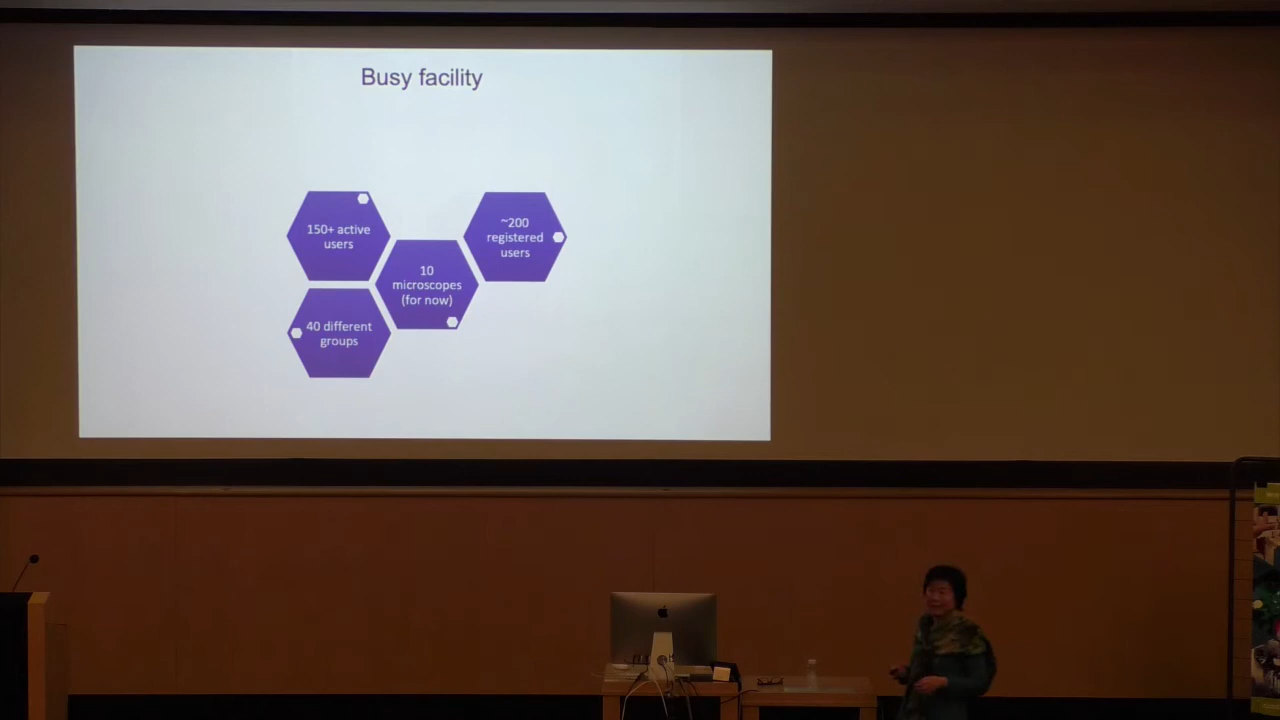 Busy facility
150+ active
users
~200
registered
users
10
microscopes
(for now)
40 different
groups